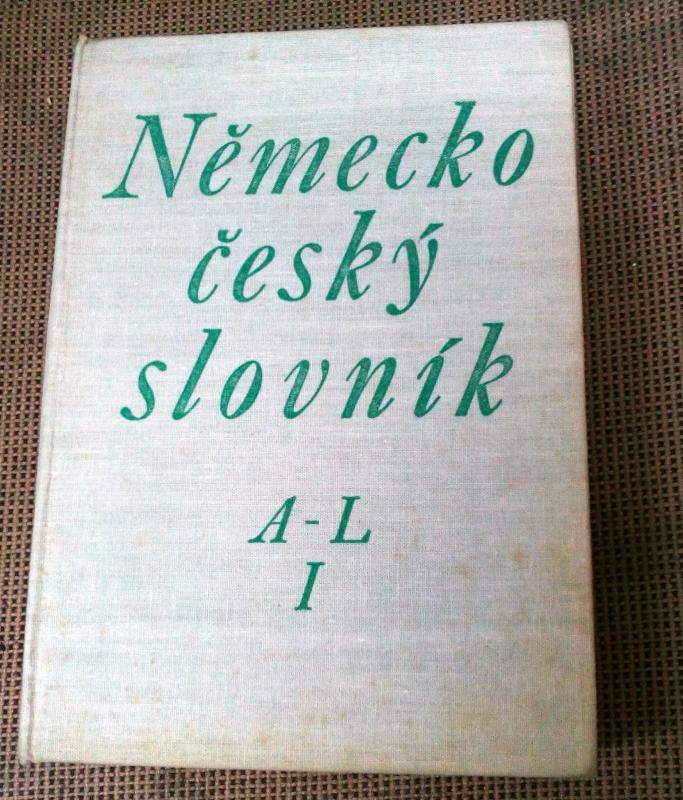 Německo
český
slovník
A-L
I